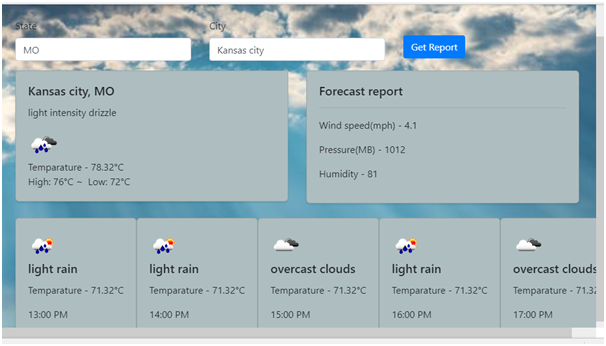 State
City
MO
Kansas city
Get Report
Kansas city, MO
light intensity drizzle
Temparature - 78.32°C
High: 76°C ~ Low: 72°C
Forecast report
Wind speed(mph) - 4.1
Pressure(MB) - 1012
Humidity - 81
light rain
Temparature - 71.32°C
13:00 PM
light rain
Temparature - 71.32°C
14:00 PM
overcast clouds
Temparature - 71.32°C
15:00 PM
light rain
Temparature - 71.32°C
16:00 PM
overcast clouds
Temparature - 71.32
17:00 PM